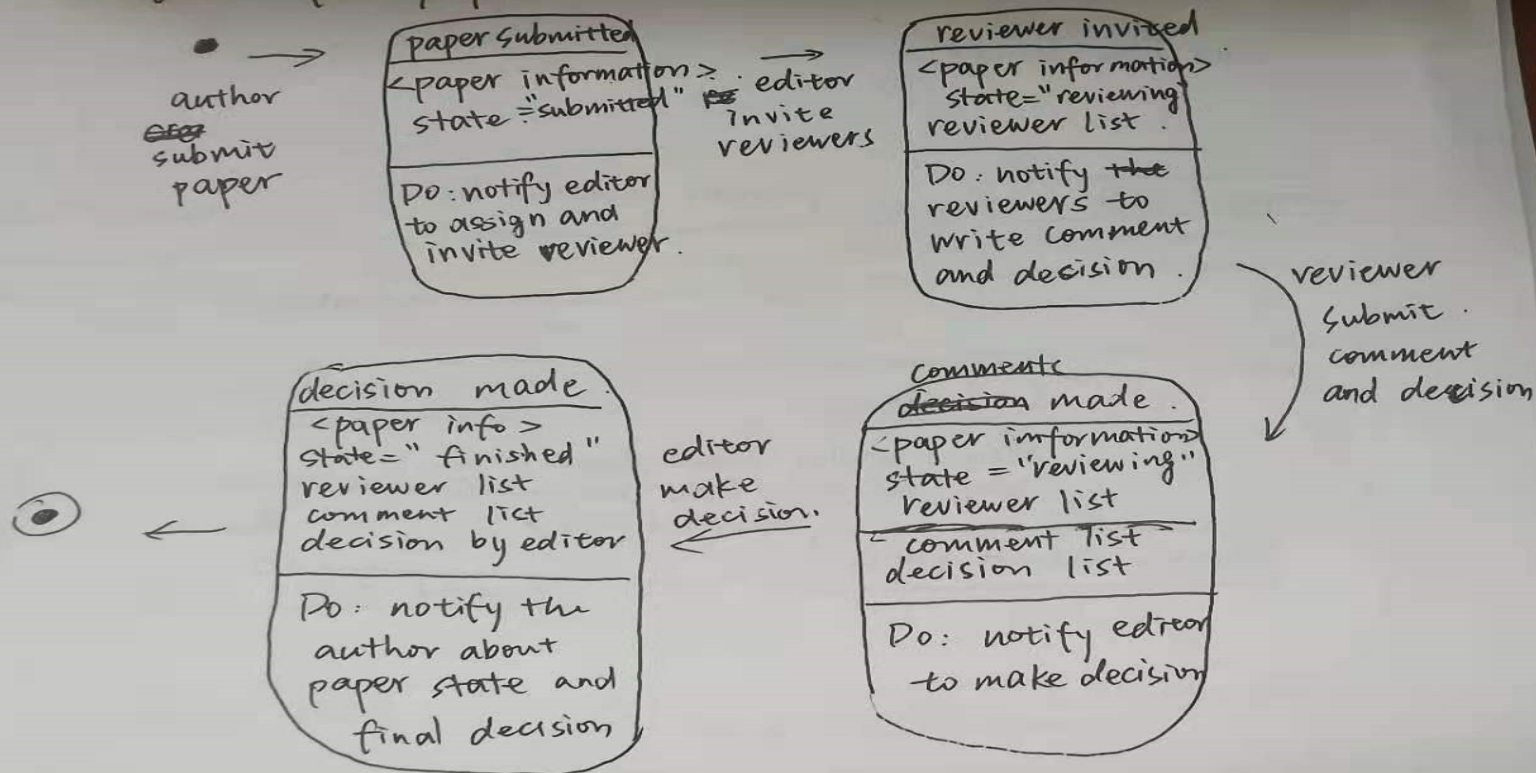 author
submit
paper
paper submitted
<paper information>
state = "submitted"
Do: notify editor
to assign and
invite reviewer.
editor
invite
reviewers
reviewer invited
<paper information>
state="reviewing"
reviewer list.
Do: notify the
reviewers to
write comment
and decision.
reviewer
submit.
comment
and decision
comments
decision made.
<paper information>
state = "reviewing"
reviewer list
comment list
decision list
Do: notify editor
to make decision
editor
make
decision.
decision made.
<paper info>
state="finished"
reviewer list
comment list
decision by editor
Do: notify the
author about
paper state and
final decision